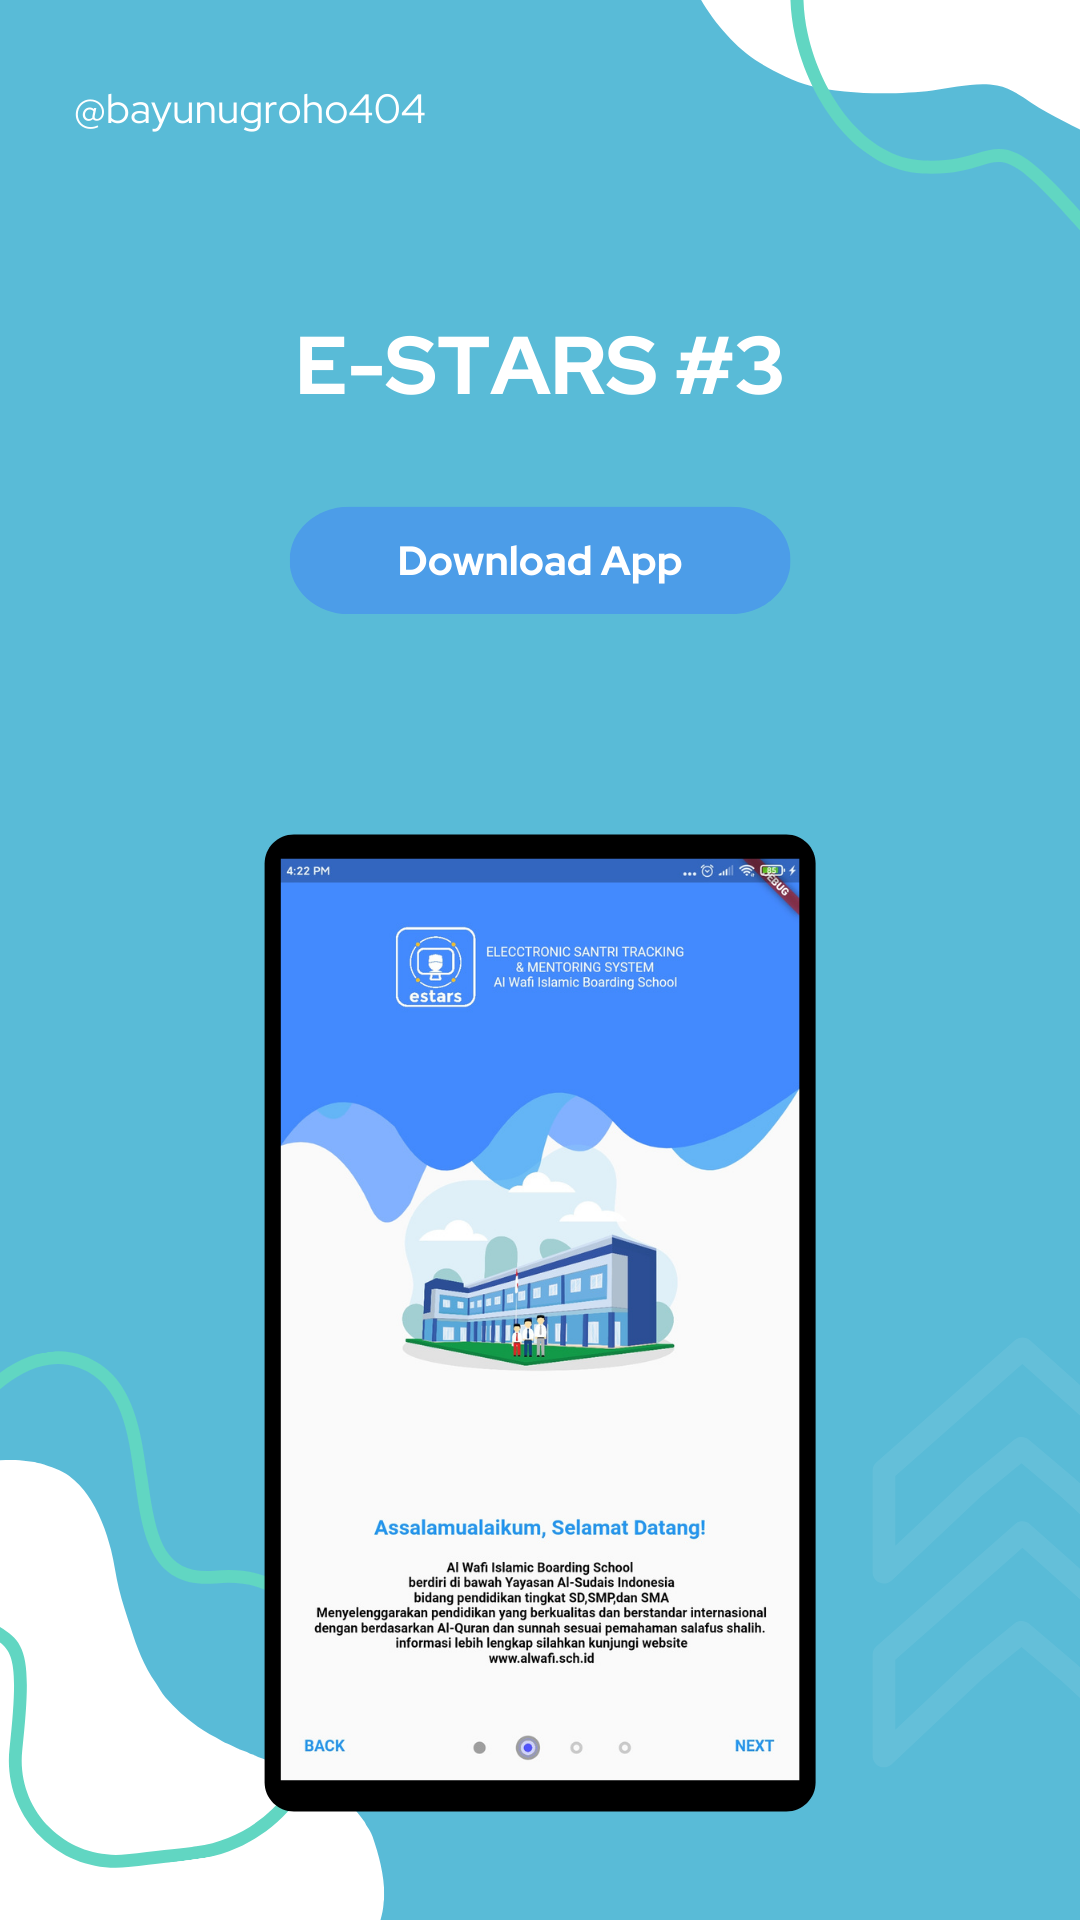 @bayunugroho404
E-STARS #3
Download App
4:22 PM
85
EBUG
estars
ELECCTRONIC SANTRI TRACKING
& MENTORING SYSTEM
Al Wafi Islamic Boarding School
Assalamualaikum, Selamat Datang!
Al Wafi Islamic Boarding School
berdiri di bawah Yayasan Al-Sudais Indonesia
bidang pendidikan tingkat SD,SMP,dan SMA
Menyelenggarakan pendidikan yang berkualitas dan berstandar internasional
dengan berdasarkan Al-Quran dan sunnah sesuai pemahaman salafus shalih.
informasi lebih lengkap silahkan kunjungi website
www.alwafi.sch.id
BACK
NEXT